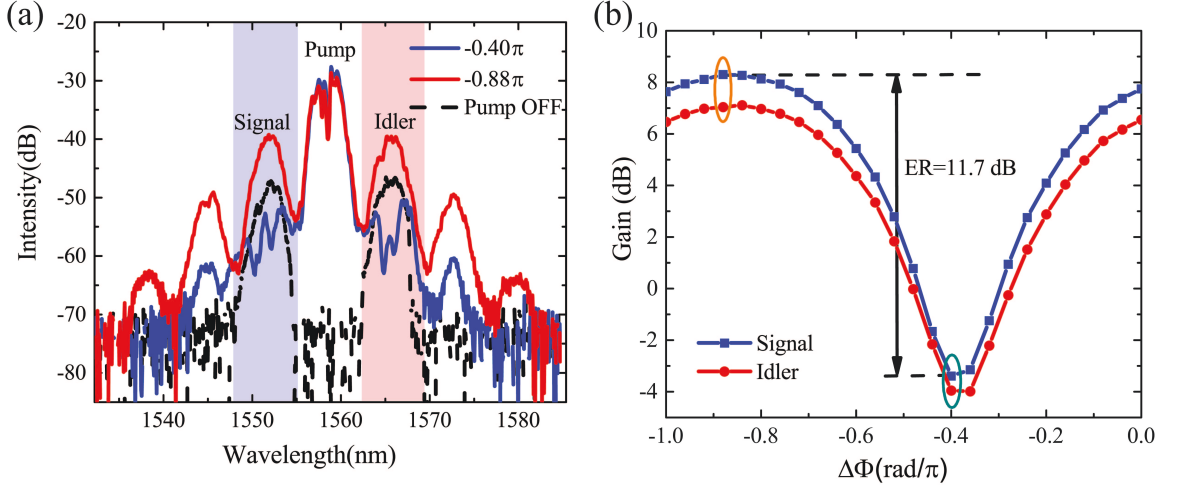 (a)
-20
-30
-40
-50
-60
-70
-80
Intensity(dB)
Pump
-0.40π
-0.88π
Pump OFF
Signal
Idler
1540
1550
1560
1570
1580
Wavelength(nm)
(b)
10
8
6
4
2
0
-2
-4
Gain (dB)
ER=11.7 dB
Signal
Idler
-1.0
-0.8
-0.6
-0.4
-0.2
0.0
ΔΦ(rad/π)